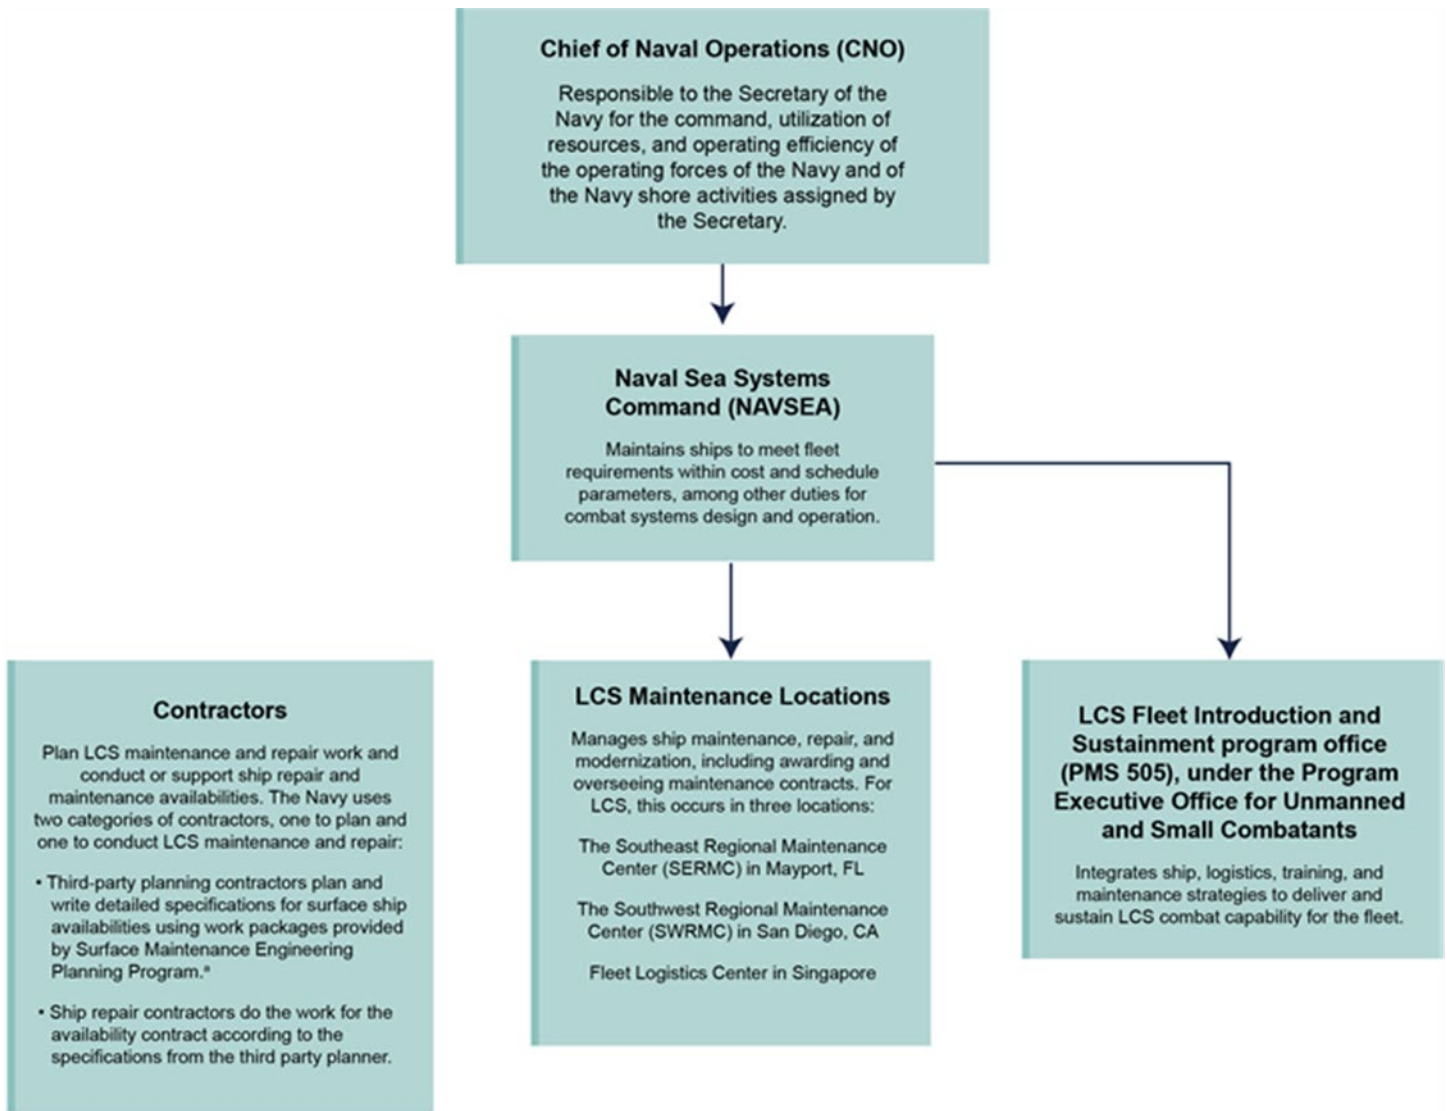 Chief of Naval Operations (CNO)
Responsible to the Secretary of the
Navy for the command, utilization of
resources, and operating efficiency of
the operating forces of the Navy and of
the Navy shore activities assigned by
the Secretary.
Naval Sea Systems
Command (NAVSEA)
Maintains ships to meet fleet
requirements within cost and schedule
parameters, among other duties for
combat systems design and operation.
Contractors
Plan LCS maintenance and repair work and
conduct or support ship repair and
maintenance availabilities. The Navy uses
two categories of contractors, one to plan and
one to conduct LCS maintenance and repair:
• Third-party planning contractors plan and
write detailed specifications for surface ship
availabilities using work packages provided
by Surface Maintenance Engineering
Planning Program.ª
• Ship repair contractors do the work for the
availability contract according to the
specifications from the third party planner.
LCS Maintenance Locations
Manages ship maintenance, repair, and
modernization, including awarding and
overseeing maintenance contracts. For
LCS, this occurs in three locations:
The Southeast Regional Maintenance
Center (SERMC) in Mayport, FL
The Southwest Regional Maintenance
Center (SWRMC) in San Diego, CA
Fleet Logistics Center in Singapore
LCS Fleet Introduction and
Sustainment program office
(PMS 505), under the Program
Executive Office for Unmanned
and Small Combatants
Integrates ship, logistics, training, and
maintenance strategies to deliver and
sustain LCS combat capability for the fleet.